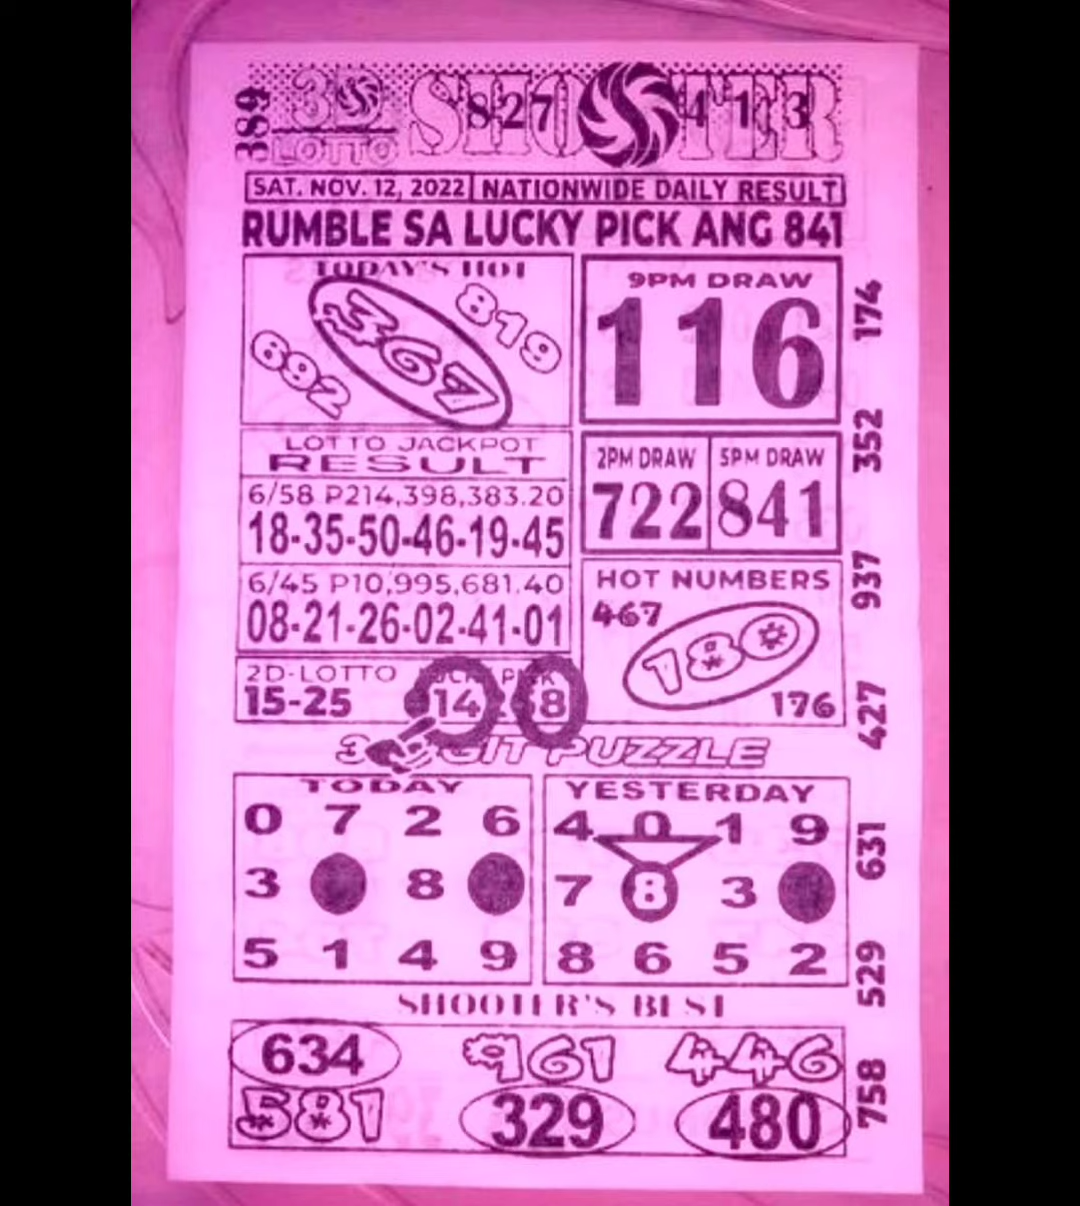 389
3D LOTTO
SHOOTER
827 413
SAT. NOV. 12, 2022 NATIONWIDE DAILY RESULT
RUMBLE SA LUCKY PICK ANG 841
TODAY'S HOT
819
367
692
9PM DRAW
116
LOTTO JACKPOT
RESULT
6/58 P214,398,383.20
18-35-50-46-19-45
6/45 P10,995,681.40
08-21-26-02-41-01
2PM DRAW
722
5PM DRAW
841
HOT NUMBERS
467
180
176
2D-LOTTO LUCKY PICK
15-25 14 8
3 DIGIT PUZZLE
TODAY
0 7 2 6
3 8
5 1 4 9
YESTERDAY
4 0 1 9
7 8 3
8 6 5 2
SHOOTER'S BEST
634 961 446
581 329 480
174
352
937
427
631
529
758